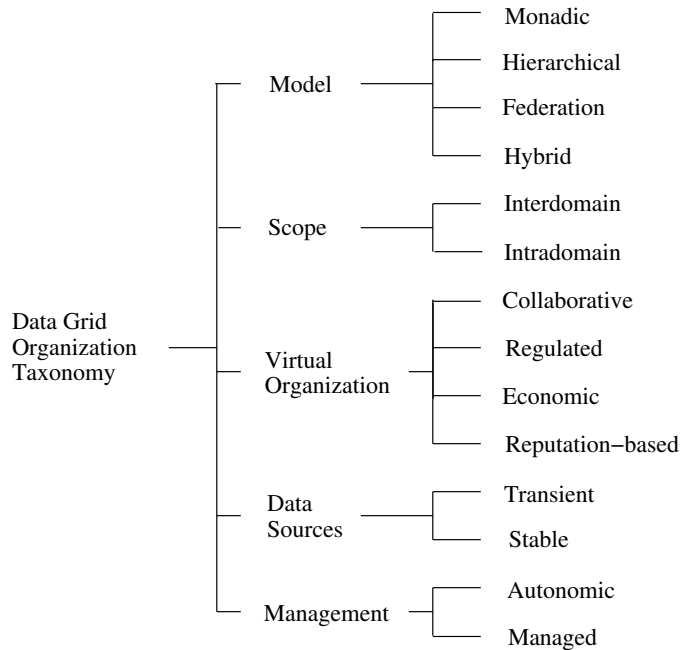 Data Grid
Organization
Taxonomy
Model
Monadic
Hierarchical
Federation
Hybrid
Scope
Interdomain
Intradomain
Virtual
Organization
Collaborative
Regulated
Economic
Reputation−based
Data
Sources
Transient
Stable
Management
Autonomic
Managed